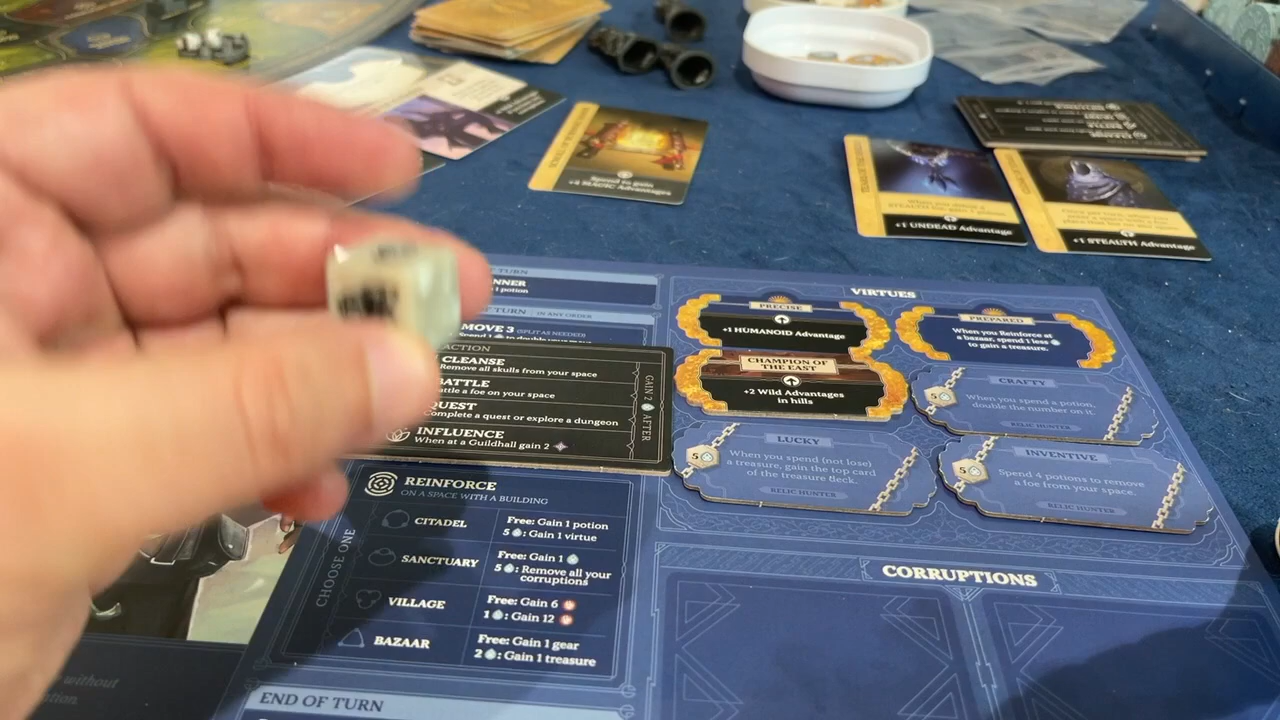 Spend to gain
+4 MAGIC Advantages
+1 UNDEAD Advantage
+1 STEALTH Advantage
TURN
NNER
1 potion
TURN (IN ANY ORDER)
MOVE 3 (SPLIT AS NEEDED)
ACTION
CLEANSE
Remove all skulls from your space
BATTLE
attle a foe on your space
QUEST
Complete a quest or explore a dungeon
INFLUENCE
When at a Guildhall gain 2
GAIN 2 AFTER
REINFORCE
ON A SPACE WITH A BUILDING
CHOOSE ONE
CITADEL
Free: Gain 1 potion
5: Gain 1 virtue
SANCTUARY
Free: Gain 1
5: Remove all your
corruptions
VILLAGE
Free: Gain 6
1: Gain 12
BAZAAR
Free: Gain 1 gear
2: Gain 1 treasure
END OF TURN
without
VIRTUES
PRECISE
+1 HUMANOID Advantage
PREPARED
When you Reinforce at
a bazaar, spend 1 less
to gain a treasure.
CHAMPION OF
THE EAST
+2 Wild Advantages
in hills
5
CRAFTY
When you spend a potion,
double the number on it.
RELIC HUNTER
5
LUCKY
When you spend (not lose)
a treasure, gain the top card
of the treasure deck.
RELIC HUNTER
5
INVENTIVE
Spend 4 potions to remove
a foe from your space.
RELIC HUNTER
CORRUPTIONS